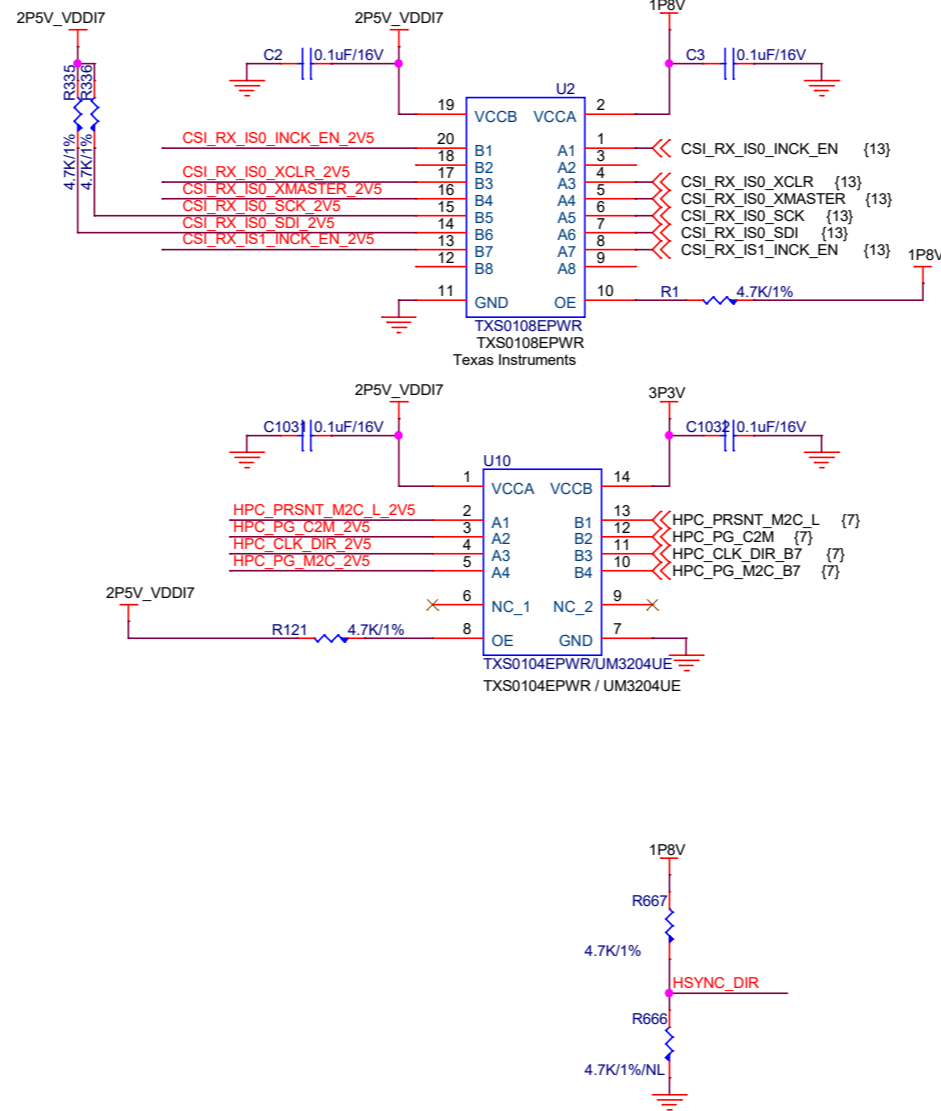 2P5V_VDDI7
2P5V_VDDI7
1P8V
R335
R336
4.7K/1%
4.7K/1%
C2
0.1uF/16V
C3
0.1uF/16V
U2
19
VCCB
VCCA
2
CSI_RX_IS0_INCK_EN_2V5
20
B1
A1
1
CSI_RX_IS0_INCK_EN {13}
18
B2
A2
3
CSI_RX_IS0_XCLR_2V5
17
B3
A3
4
CSI_RX_IS0_XCLR {13}
CSI_RX_IS0_XMASTER_2V5
16
B4
A4
5
CSI_RX_IS0_XMASTER {13}
CSI_RX_IS0_SCK_2V5
15
B5
A5
6
CSI_RX_IS0_SCK {13}
CSI_RX_IS0_SDI_2V5
14
B6
A6
7
CSI_RX_IS0_SDI {13}
CSI_RX_IS1_INCK_EN_2V5
13
B7
A7
8
CSI_RX_IS1_INCK_EN {13}
12
B8
A8
9
1P8V
11
GND
OE
10
R1
4.7K/1%
TXS0108EPWR
TXS0108EPWR
Texas Instruments
2P5V_VDDI7
3P3V
C1031
0.1uF/16V
C1032
0.1uF/16V
U10
1
VCCA
VCCB
14
HPC_PRSNT_M2C_L_2V5
2
A1
B1
13
HPC_PRSNT_M2C_L {7}
HPC_PG_C2M_2V5
3
A2
B2
12
HPC_PG_C2M {7}
HPC_CLK_DIR_2V5
4
A3
B3
11
HPC_CLK_DIR_B7 {7}
HPC_PG_M2C_2V5
5
A4
B4
10
HPC_PG_M2C_B7 {7}
2P5V_VDDI7
6
NC_1
NC_2
9
R121
4.7K/1%
8
OE
GND
7
TXS0104EPWR/UM3204UE
TXS0104EPWR / UM3204UE
1P8V
R667
4.7K/1%
HSYNC_DIR
R666
4.7K/1%/NL